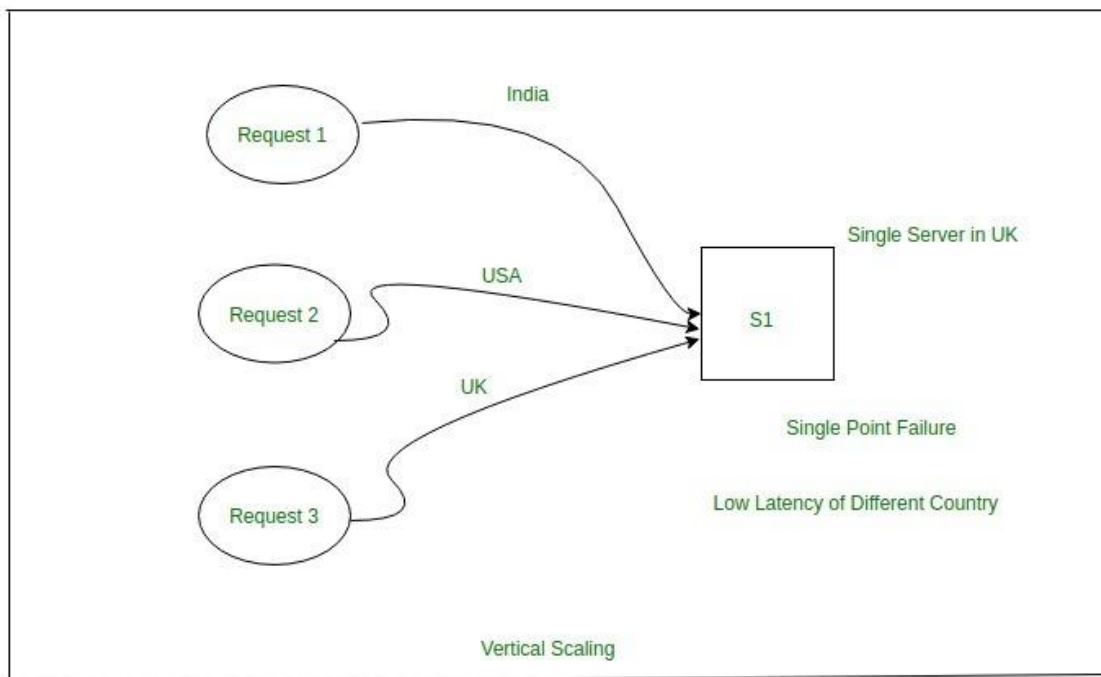 India
Request 1
Single Server in UK
USA
Request 2
S1
UK
Single Point Failure
Low Latency of Different Country
Request 3
Vertical Scaling